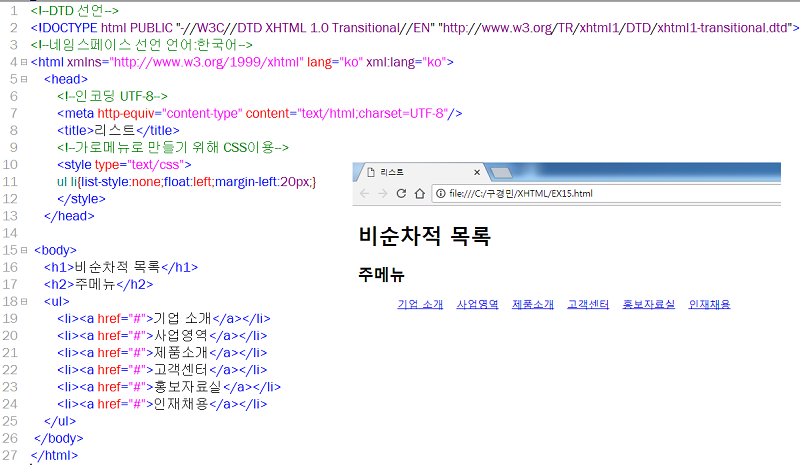 1 <!--DTD 선언-->
2 <!DOCTYPE html PUBLIC "-//W3C//DTD XHTML 1.0 Transitional//EN" "http://www.w3.org/TR/xhtml1/DTD/xhtml1-transitional.dtd">
3 <!--네임스페이스 선언 언어:한국어-->
4 <html xmlns="http://www.w3.org/1999/xhtml" lang="ko" xml:lang="ko">
5 <head>
6 <!--인코딩 UTF-8-->
7 <meta http-equiv="content-type" content="text/html;charset=UTF-8"/>
8 <title>리스트</title>
9 <!--가로메뉴로 만들기 위해 CSS이용-->
10 <style type="text/css">
11 ul li{list-style:none;float:left;margin-left:20px;}
12 </style>
13 </head>
14
15 <body>
16 <h1>비순차적 목록</h1>
17 <h2>주메뉴</h2>
18 <ul>
19 <li><a href="#">기업 소개</a></li>
20 <li><a href="#">사업영역</a></li>
21 <li><a href="#">제품소개</a></li>
22 <li><a href="#">고객센터</a></li>
23 <li><a href="#">홍보자료실</a></li>
24 <li><a href="#">인재채용</a></li>
25 </ul>
26 </body>
27 </html>
리스트
file:///C:/구경민/XHTML/EX15.html
비순차적 목록
주메뉴
기업 소개 사업영역 제품소개 고객센터 홍보자료실 인재채용